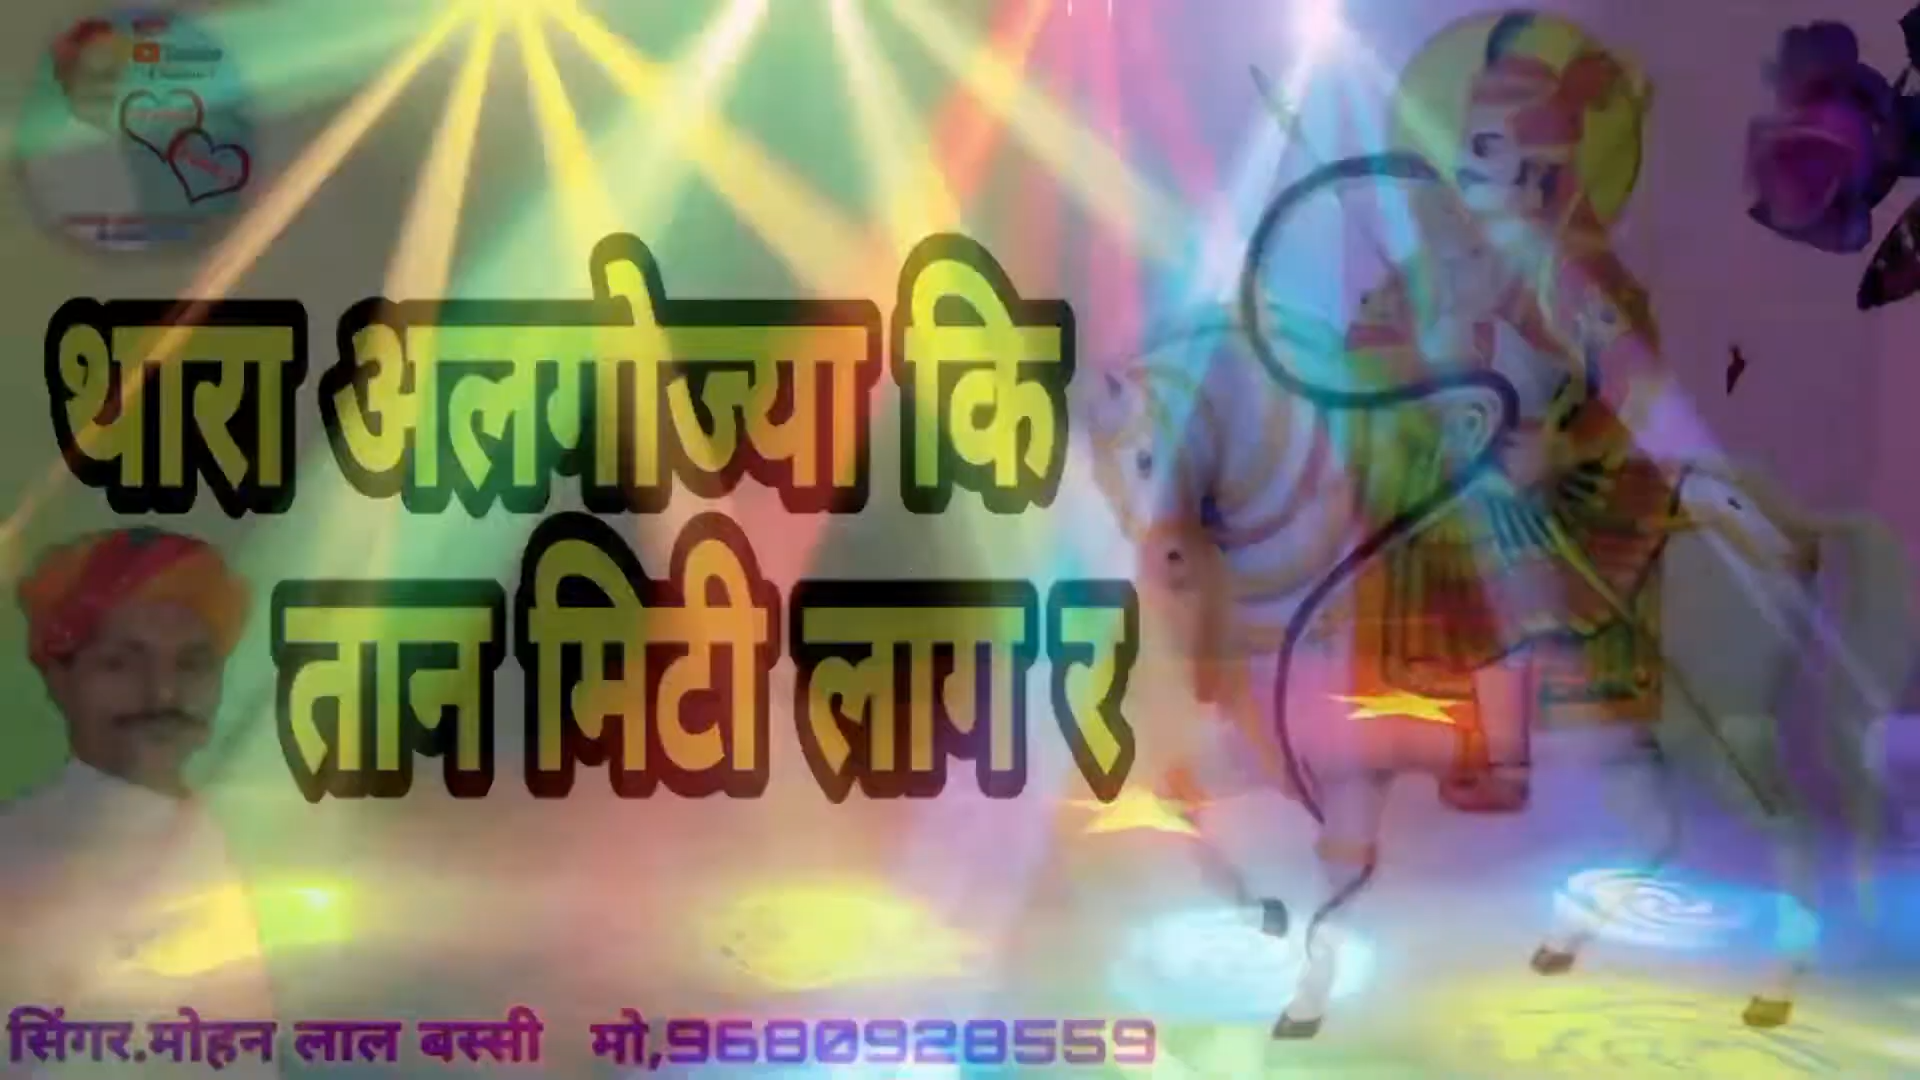 थारा अलगोज्या कि
तान मिटी लाग र
सिंगर.मोहन लाल बस्सी मो,9680928559